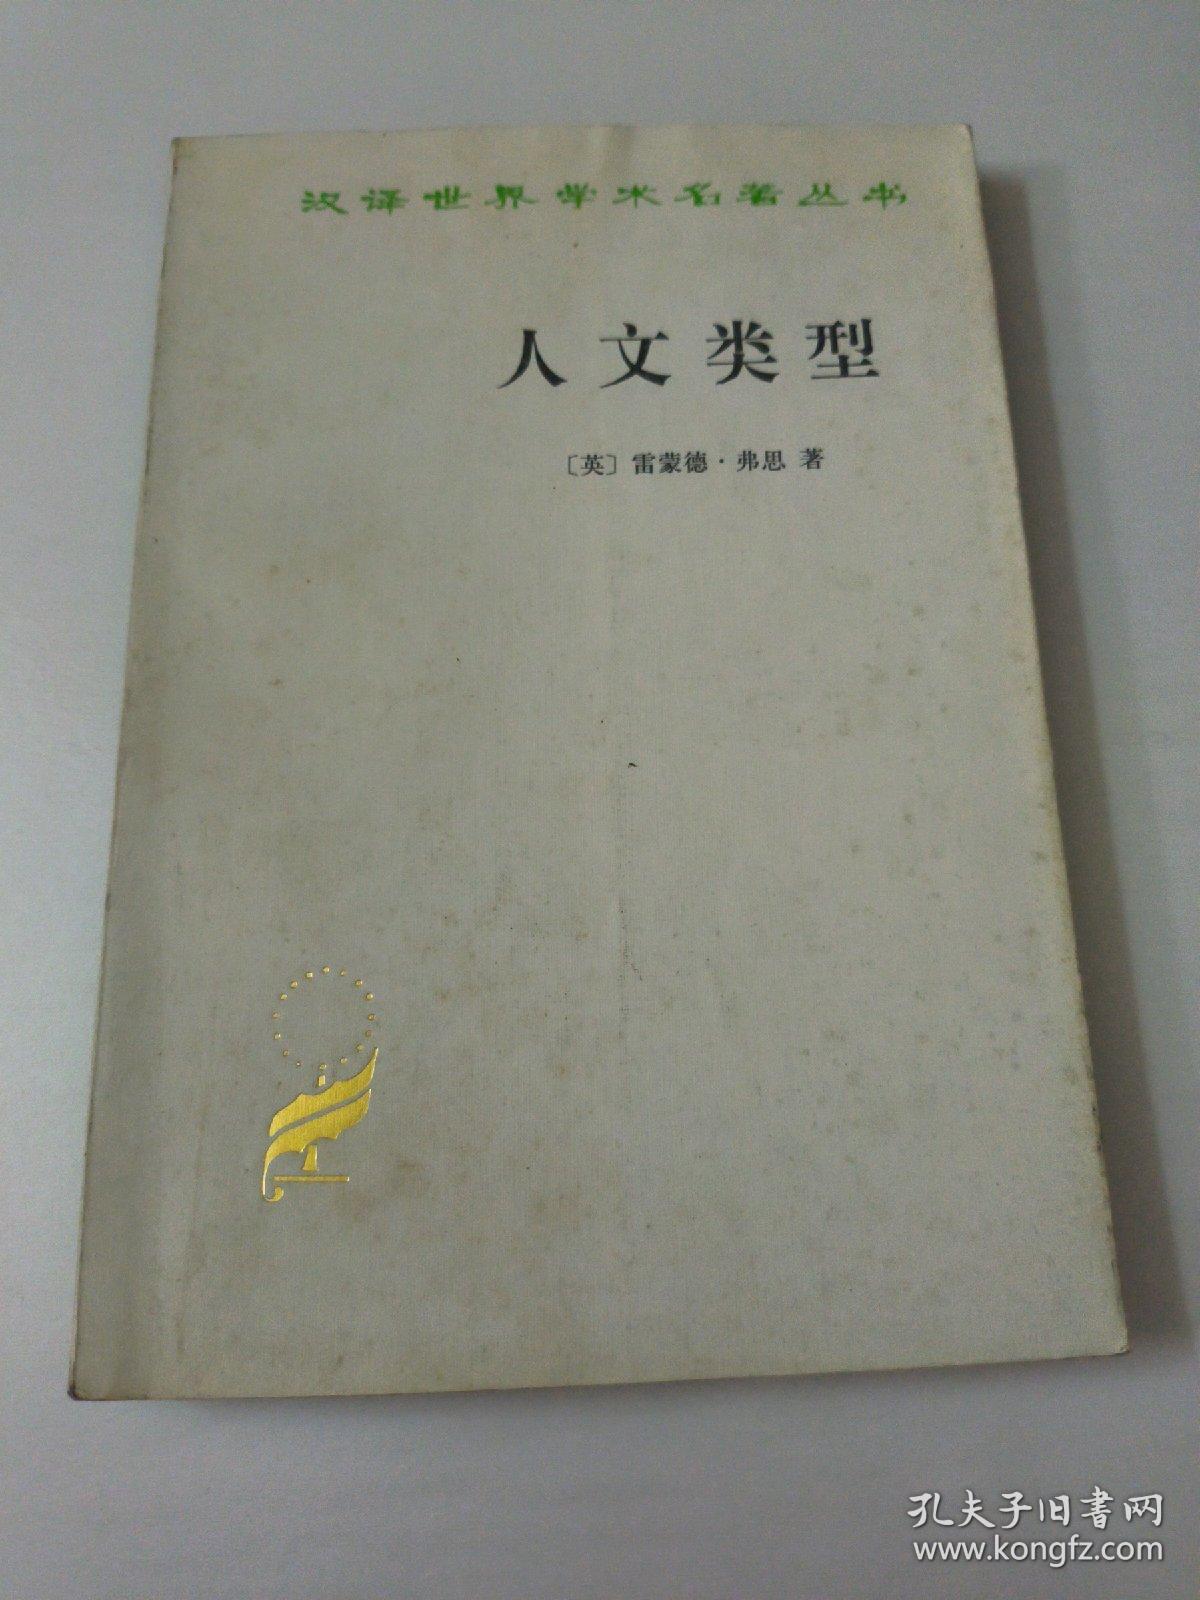 汉译世界学术名著丛书
人文类型
〔英〕雷蒙德·弗思 著
孔夫子旧书网
www.kongfz.com